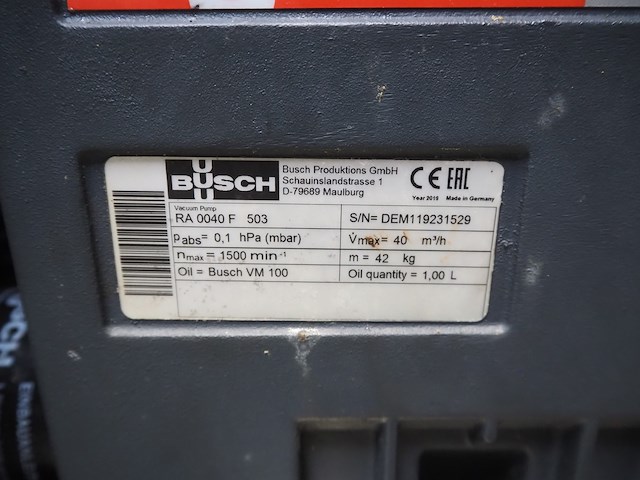 BUSCH
Busch Produktions GmbH
Schauinslandstrasse 1
D-79689 Maulburg
CE EAC
Year 2019 Made in Germany
Vacuum Pump
RA 0040 F 503
S/N= DEM119231529
Pabs= 0,1 hPa (mbar)
V̇max= 40 m³/h
nmax= 1500 min⁻¹
m = 42 kg
Oil = Busch VM 100
Oil quantity = 1,00 L